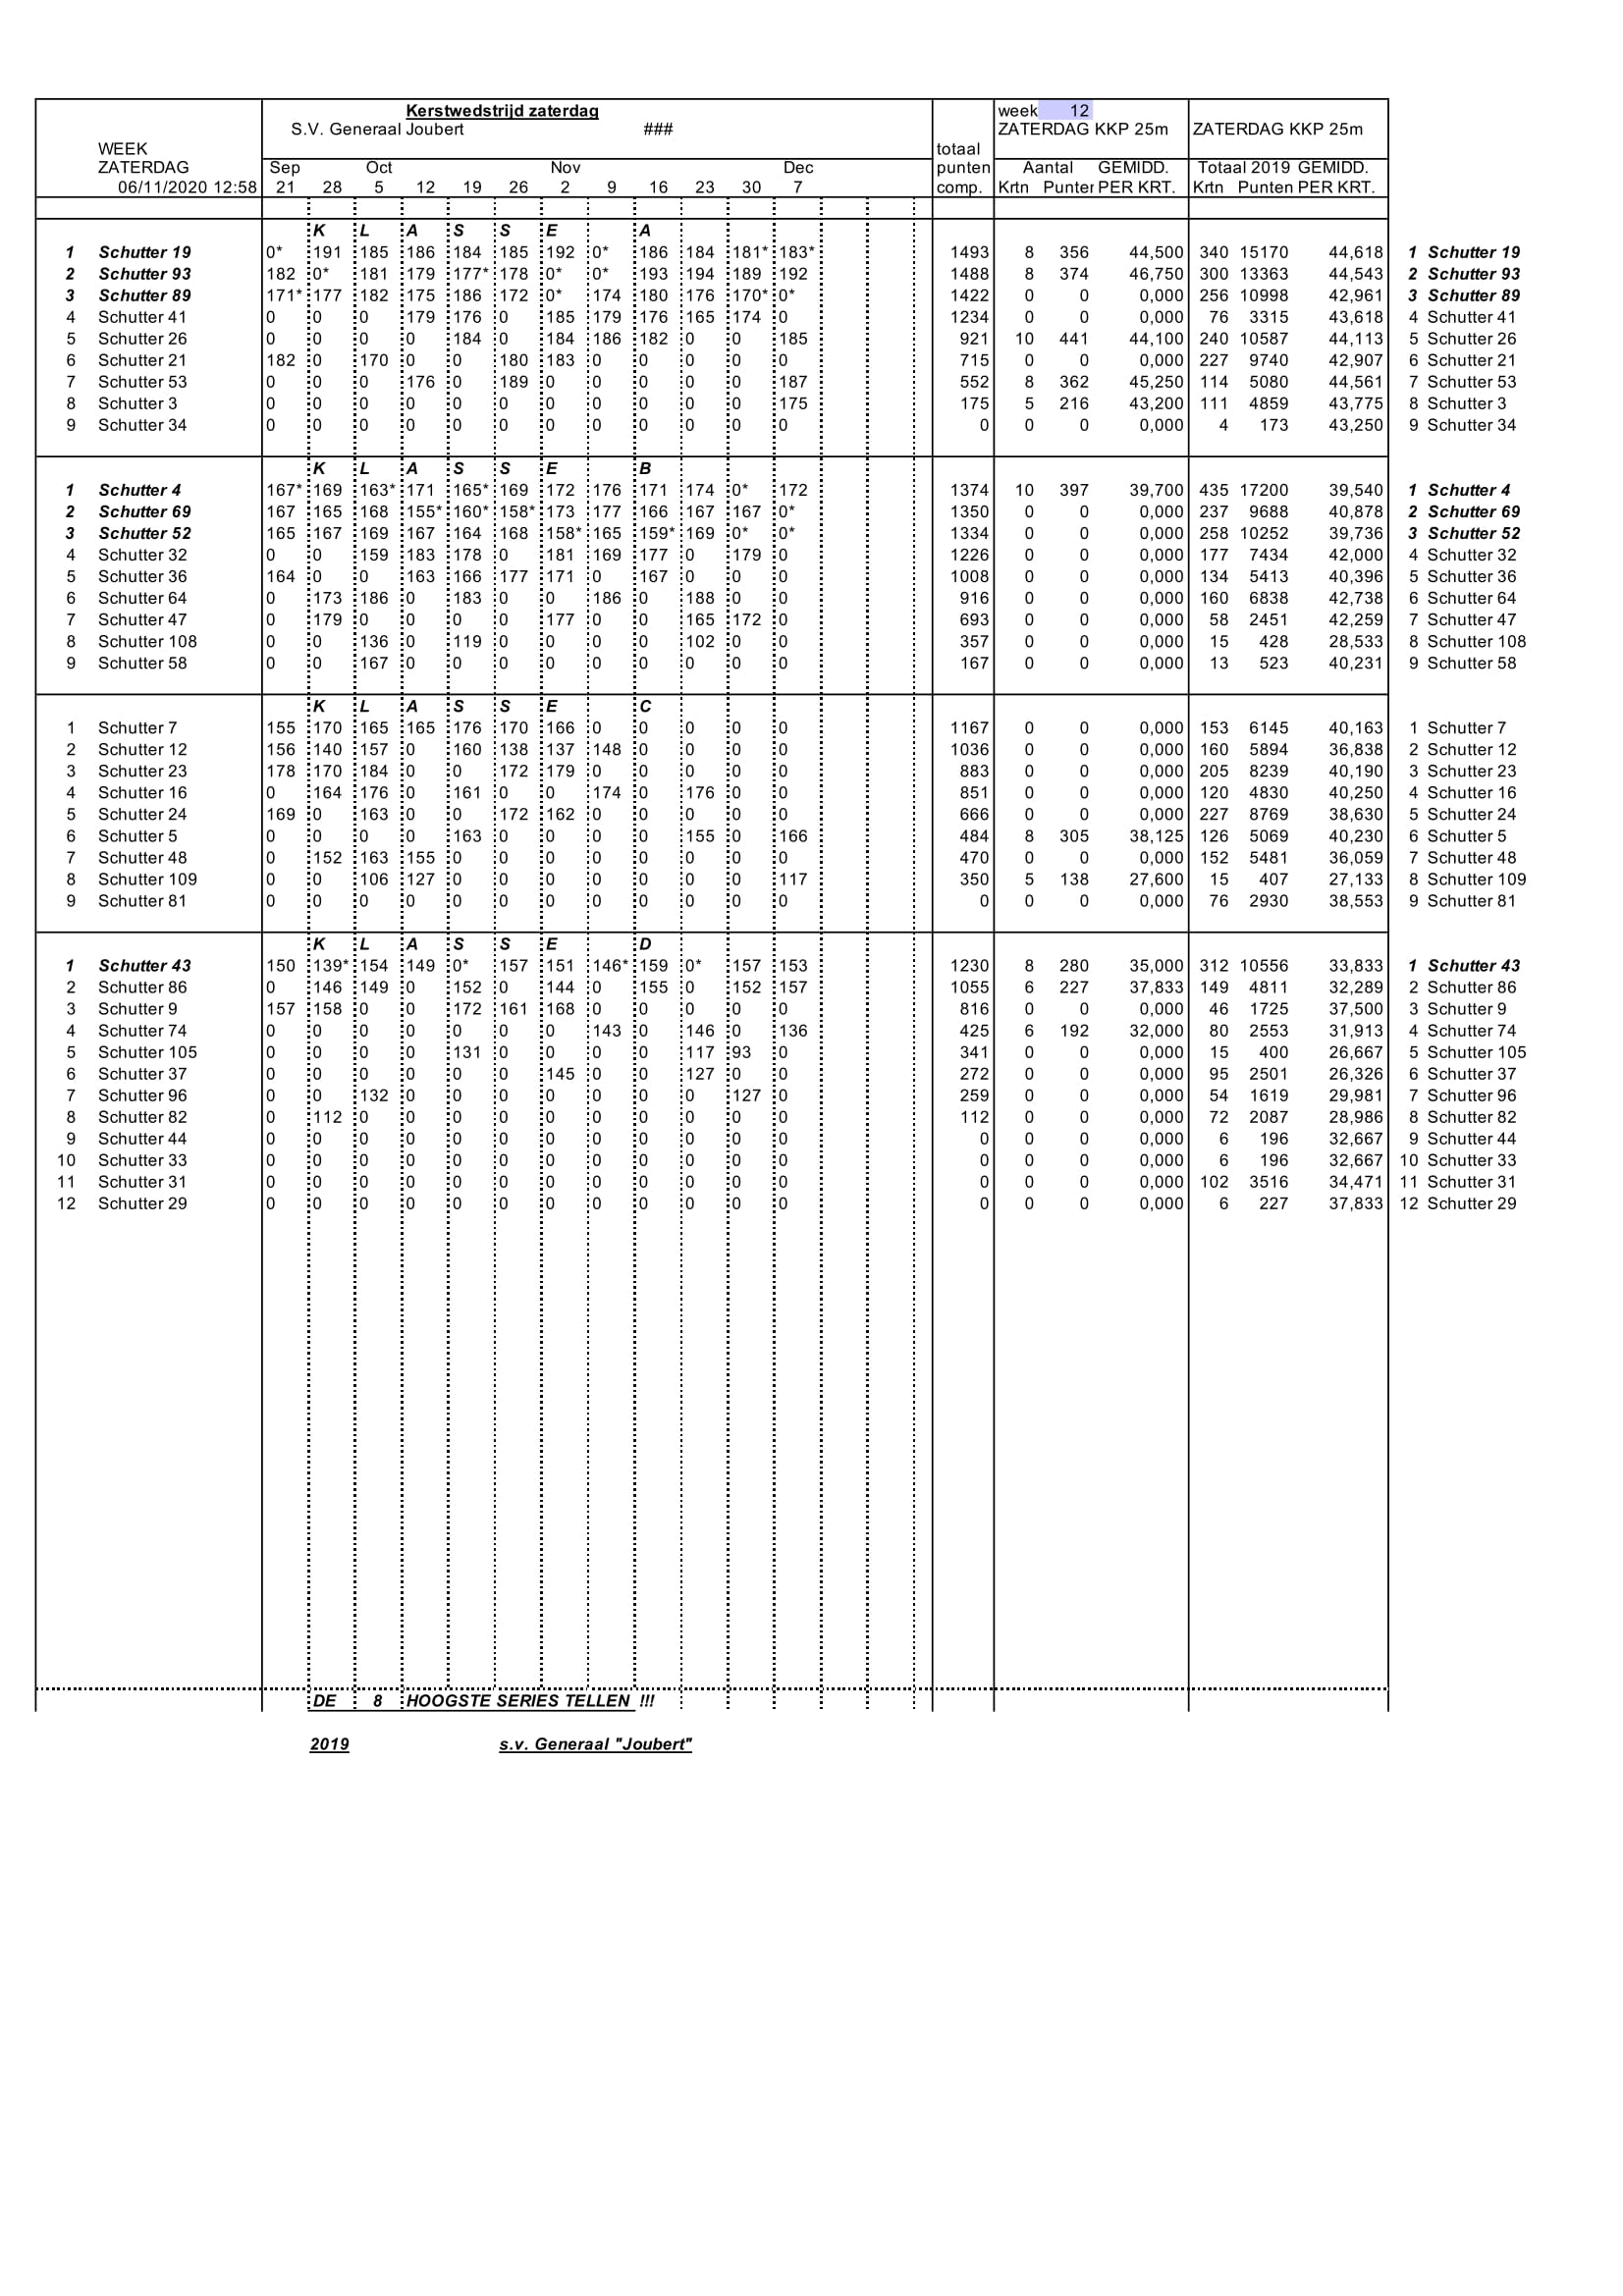 Kerstwedstrijd zaterdag week 12
S.V. Generaal Joubert ### ZATERDAG KKP 25m ZATERDAG KKP 25m
WEEK totaal
ZATERDAG Sep Oct Nov Dec punten Aantal GEMIDD. Totaal 2019 GEMIDD.
06/11/2020 12:58 21 28 5 12 19 26 2 9 16 23 30 7 comp. Krtn Punter PER KRT. Krtn Punten PER KRT.
K L A S S E A
1 Schutter 19 0* 191 185 186 184 185 192 0* 186 184 181* 183* 1493 8 356 44,500 340 15170 44,618 1 Schutter 19
2 Schutter 93 182 0* 181 179 177* 178 0* 0* 193 194 189 192 1488 8 374 46,750 300 13363 44,543 2 Schutter 93
3 Schutter 89 171* 177 182 175 186 172 0* 174 180 176 170* 0* 1422 0 0 0,000 256 10998 42,961 3 Schutter 89
4 Schutter 41 0 0 0 179 176 0 185 179 176 165 174 0 1234 0 0 0,000 76 3315 43,618 4 Schutter 41
5 Schutter 26 0 0 0 0 184 0 184 186 182 0 0 185 921 10 441 44,100 240 10587 44,113 5 Schutter 26
6 Schutter 21 182 0 170 0 0 180 183 0 0 0 0 0 715 0 0 0,000 227 9740 42,907 6 Schutter 21
7 Schutter 53 0 0 0 176 0 189 0 0 0 0 0 187 552 8 362 45,250 114 5080 44,561 7 Schutter 53
8 Schutter 3 0 0 0 0 0 0 0 0 0 0 0 175 175 5 216 43,200 111 4859 43,775 8 Schutter 3
9 Schutter 34 0 0 0 0 0 0 0 0 0 0 0 0 0 0 0 0,000 4 173 43,250 9 Schutter 34
K L A S S E B
1 Schutter 4 167* 169 163* 171 165* 169 172 176 171 174 0* 172 1374 10 397 39,700 435 17200 39,540 1 Schutter 4
2 Schutter 69 167 165 168 155* 160* 158* 173 177 166 167 167 0* 1350 0 0 0,000 237 9688 40,878 2 Schutter 69
3 Schutter 52 165 167 169 167 164 168 158* 165 159* 169 0* 0* 1334 0 0 0,000 258 10252 39,736 3 Schutter 52
4 Schutter 32 0 0 159 183 178 0 181 169 177 0 179 0 1226 0 0 0,000 177 7434 42,000 4 Schutter 32
5 Schutter 36 164 0 0 163 166 177 171 0 167 0 0 0 1008 0 0 0,000 134 5413 40,396 5 Schutter 36
6 Schutter 64 0 173 186 0 183 0 0 186 0 188 0 0 916 0 0 0,000 160 6838 42,738 6 Schutter 64
7 Schutter 47 0 179 0 0 0 0 177 0 0 165 172 0 693 0 0 0,000 58 2451 42,259 7 Schutter 47
8 Schutter 108 0 0 136 0 119 0 0 0 0 102 0 0 357 0 0 0,000 15 428 28,533 8 Schutter 108
9 Schutter 58 0 0 167 0 0 0 0 0 0 0 0 0 167 0 0 0,000 13 523 40,231 9 Schutter 58
K L A S S E C
1 Schutter 7 155 170 165 165 176 170 166 0 0 0 0 0 1167 0 0 0,000 153 6145 40,163 1 Schutter 7
2 Schutter 12 156 140 157 0 160 138 137 148 0 0 0 0 1036 0 0 0,000 160 5894 36,838 2 Schutter 12
3 Schutter 23 178 170 184 0 0 172 179 0 0 0 0 0 883 0 0 0,000 205 8239 40,190 3 Schutter 23
4 Schutter 16 0 164 176 0 161 0 0 174 0 176 0 0 851 0 0 0,000 120 4830 40,250 4 Schutter 16
5 Schutter 24 169 0 163 0 0 172 162 0 0 0 0 0 666 0 0 0,000 227 8769 38,630 5 Schutter 24
6 Schutter 5 0 0 0 0 163 0 0 0 0 155 0 166 484 8 305 38,125 126 5069 40,230 6 Schutter 5
7 Schutter 48 0 152 163 155 0 0 0 0 0 0 0 0 470 0 0 0,000 152 5481 36,059 7 Schutter 48
8 Schutter 109 0 0 106 127 0 0 0 0 0 0 0 117 350 5 138 27,600 15 407 27,133 8 Schutter 109
9 Schutter 81 0 0 0 0 0 0 0 0 0 0 0 0 0 0 0 0,000 76 2930 38,553 9 Schutter 81
K L A S S E D
1 Schutter 43 150 139* 154 149 0* 157 151 146* 159 0* 157 153 1230 8 280 35,000 312 10556 33,833 1 Schutter 43
2 Schutter 86 0 146 149 0 152 0 144 0 155 0 152 157 1055 6 227 37,833 149 4811 32,289 2 Schutter 86
3 Schutter 9 157 158 0 0 172 161 168 0 0 0 0 0 816 0 0 0,000 46 1725 37,500 3 Schutter 9
4 Schutter 74 0 0 0 0 0 0 0 143 0 146 0 136 425 6 192 32,000 80 2553 31,913 4 Schutter 74
5 Schutter 105 0 0 0 0 131 0 0 0 0 117 93 0 341 0 0 0,000 15 400 26,667 5 Schutter 105
6 Schutter 37 0 0 0 0 0 0 145 0 0 127 0 0 272 0 0 0,000 95 2501 26,326 6 Schutter 37
7 Schutter 96 0 0 132 0 0 0 0 0 0 0 127 0 259 0 0 0,000 54 1619 29,981 7 Schutter 96
8 Schutter 82 0 112 0 0 0 0 0 0 0 0 0 0 112 0 0 0,000 72 2087 28,986 8 Schutter 82
9 Schutter 44 0 0 0 0 0 0 0 0 0 0 0 0 0 0 0 0,000 6 196 32,667 9 Schutter 44
10 Schutter 33 0 0 0 0 0 0 0 0 0 0 0 0 0 0 0 0,000 6 196 32,667 10 Schutter 33
11 Schutter 31 0 0 0 0 0 0 0 0 0 0 0 0 0 0 0 0,000 102 3516 34,471 11 Schutter 31
12 Schutter 29 0 0 0 0 0 0 0 0 0 0 0 0 0 0 0 0,000 6 227 37,833 12 Schutter 29
DE 8 HOOGSTE SERIES TELLEN !!!
2019 s.v. Generaal "Joubert"